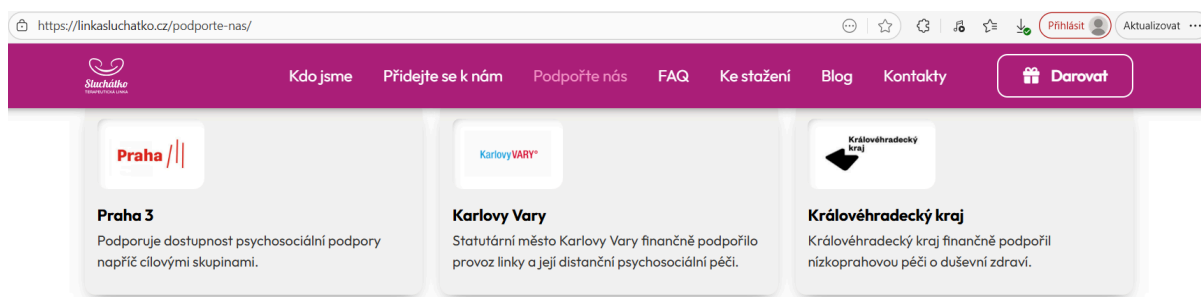 https://linkasluchatko.cz/podporte-nas/
Přihlásit
Aktualizovat
Sluchátko
TERAPEUTICKÁ LINKA
Kdo jsme
Přidejte se k nám
Podpořte nás
FAQ
Ke stažení
Blog
Kontakty
Darovat
Praha
KarlovyVARY°
Královéhradecký
kraj
Praha 3
Podporuje dostupnost psychosociální podpory
napříč cílovými skupinami.
Karlovy Vary
Statutární město Karlovy Vary finančně podpořilo
provoz linky a její distanční psychosociální péči.
Královéhradecký kraj
Královéhradecký kraj finančně podpořil
nízkoprahovou péči o duševní zdraví.